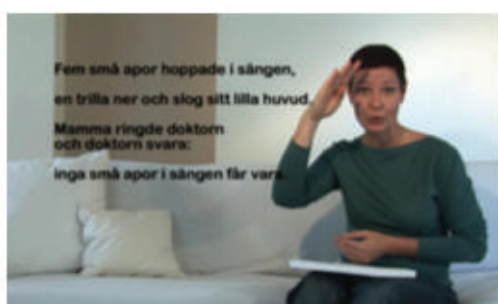 Fem små apor hoppade i sängen,
en trilla ner och slog sitt lilla huvud.
Mamma ringde doktorn
och doktorn svara:
inga små apor i sängen får vara.